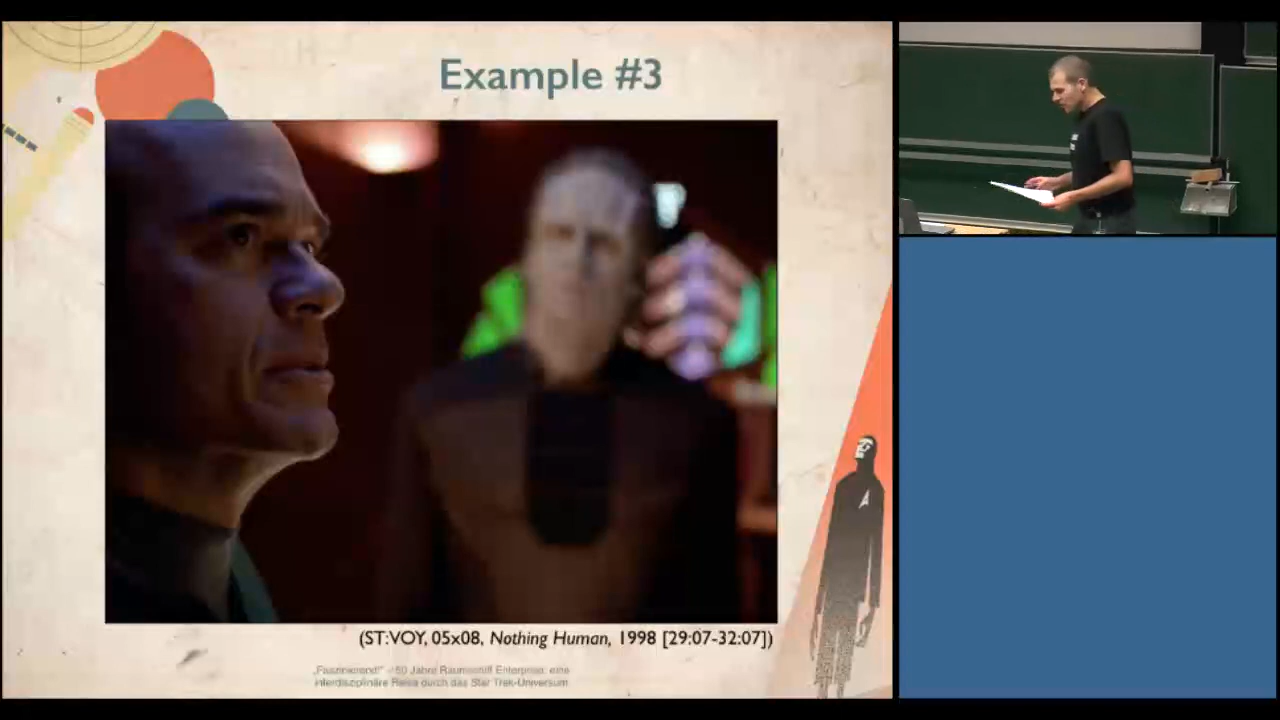 Example #3
(ST:VOY, 05x08, Nothing Human, 1998 [29:07-32:07])
„Faszinierend!“ – 50 Jahre Raumschiff Enterprise: eine
interdisziplinäre Reise durch das Star Trek-Universum